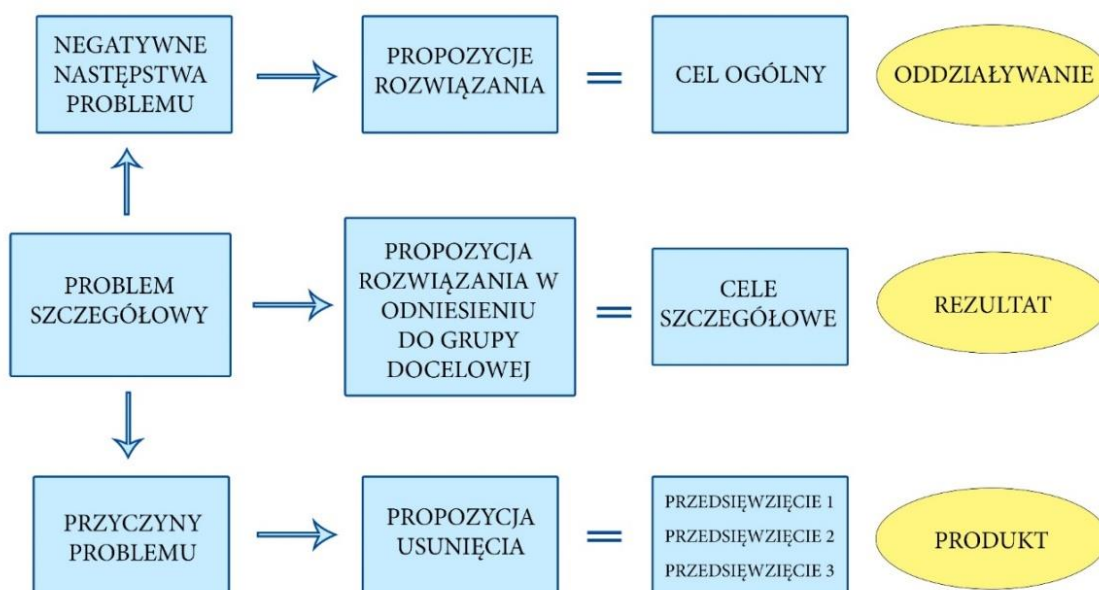 NEGATYWNE
NASTĘPSTWA
PROBLEMU
PROPOZYCJE
ROZWIĄZANIA
CEL OGÓLNY
ODDZIAŁYWANIE
PROBLEM
SZCZEGÓŁOWY
PROPOZYCJA
ROZWIĄZANIA W
ODNIESIENIU
DO GRUPY
DOCELOWEJ
CELE
SZCZEGÓŁOWE
REZULTAT
PRZYCZYNY
PROBLEMU
PROPOZYCJA
USUNIĘCIA
PRZEDSIĘWZIĘCIE 1
PRZEDSIĘWZIĘCIE 2
PRZEDSIĘWZIĘCIE 3
PRODUKT